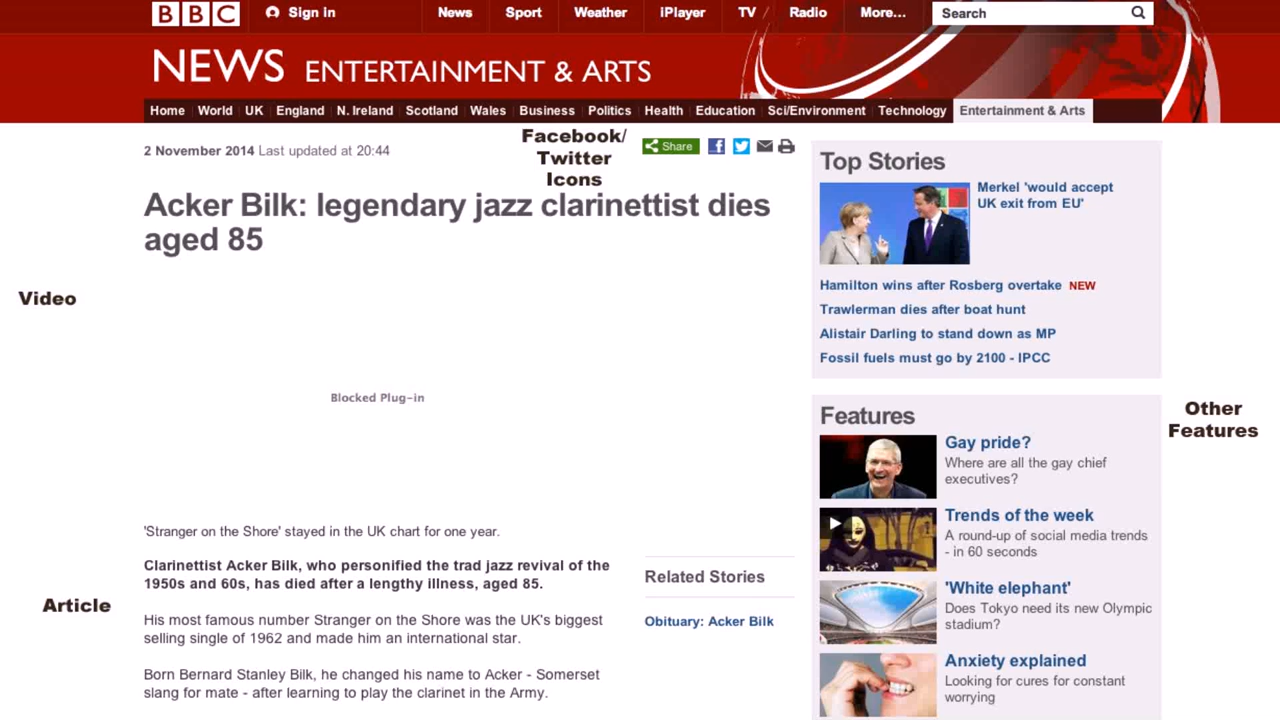 BBC Sign in News Sport Weather iPlayer TV Radio More... Search
NEWS ENTERTAINMENT & ARTS
Home World UK England N. Ireland Scotland Wales Business Politics Health Education Sci/Environment Technology Entertainment & Arts
2 November 2014 Last updated at 20:44
Facebook/
Twitter
Icons
Share
Acker Bilk: legendary jazz clarinettist dies
aged 85
Video
Blocked Plug-in
'Stranger on the Shore' stayed in the UK chart for one year.
Clarinettist Acker Bilk, who personified the trad jazz revival of the
1950s and 60s, has died after a lengthy illness, aged 85.
Article
His most famous number Stranger on the Shore was the UK's biggest
selling single of 1962 and made him an international star.
Born Bernard Stanley Bilk, he changed his name to Acker - Somerset
slang for mate - after learning to play the clarinet in the Army.
Related Stories
Obituary: Acker Bilk
Top Stories
Merkel 'would accept
UK exit from EU'
Hamilton wins after Rosberg overtake NEW
Trawlerman dies after boat hunt
Alistair Darling to stand down as MP
Fossil fuels must go by 2100 - IPCC
Other
Features
Features
Gay pride?
Where are all the gay chief
executives?
Trends of the week
A round-up of social media trends
- in 60 seconds
'White elephant'
Does Tokyo need its new Olympic
stadium?
Anxiety explained
Looking for cures for constant
worrying